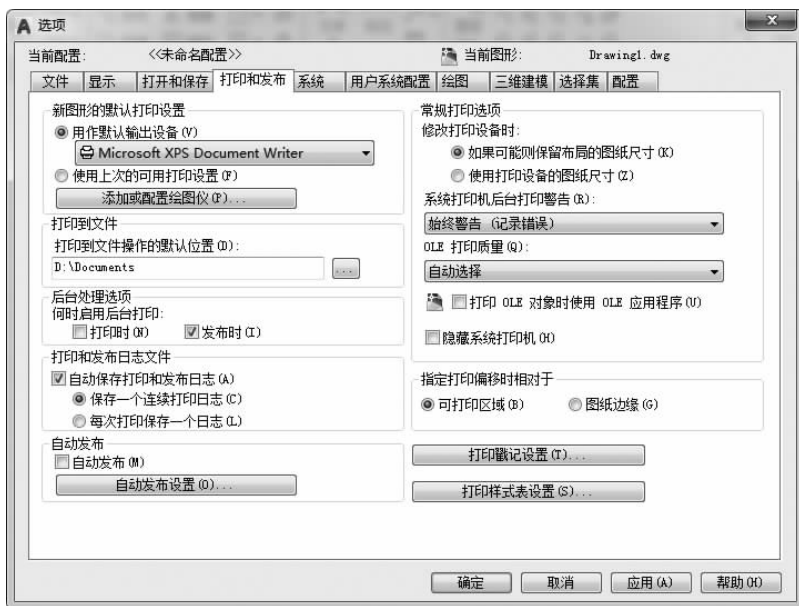 选项
当前配置: <<未命名配置>> 当前图形: Drawing1.dwg
文件 显示 打开和保存 打印和发布 系统 用户系统配置 绘图 三维建模 选择集 配置
新图形的默认打印设置
用作默认输出设备(V)
Microsoft XPS Document Writer
使用上次的可用打印设置(F)
添加或配置绘图仪(P)...
打印到文件
打印到文件操作的默认位置(D):
D:\Documents
...
后台处理选项
何时启用后台打印:
打印时(N) 发布时(I)
打印和发布日志文件
自动保存打印和发布日志(A)
保存一个连续打印日志(C)
每次打印保存一个日志(L)
自动发布
自动发布(M)
自动发布设置(O)...
常规打印选项
修改打印设备时:
如果可能则保留布局的图纸尺寸(K)
使用打印设备的图纸尺寸(Z)
系统打印机后台打印警告(R):
始终警告 (记录错误)
OLE 打印质量(Q):
自动选择
打印 OLE 对象时使用 OLE 应用程序(U)
隐藏系统打印机(H)
指定打印偏移时相对于
可打印区域(B) 图纸边缘(G)
打印戳记设置(T)...
打印样式表设置(S)...
确定 取消 应用(A) 帮助(H)